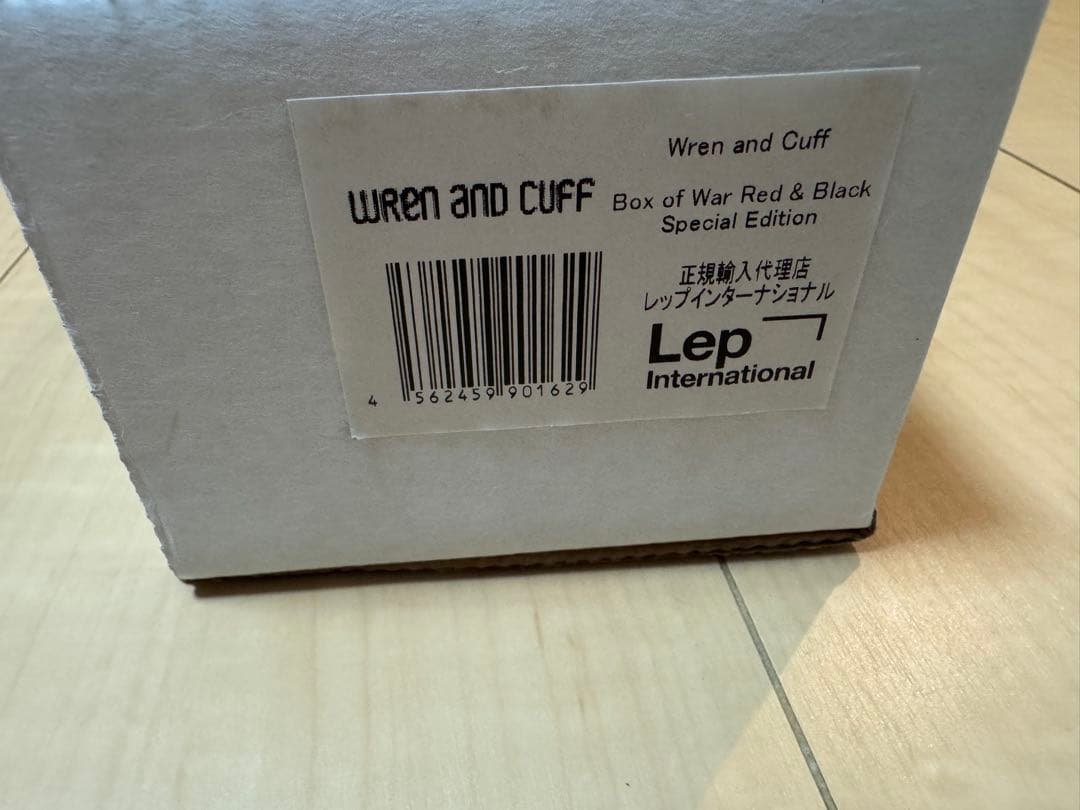 Wren and Cuff
wren and cuff
Box of War Red & Black
Special Edition
正規輸入代理店
レップインターナショナル
Lep
International
4 562459 901629